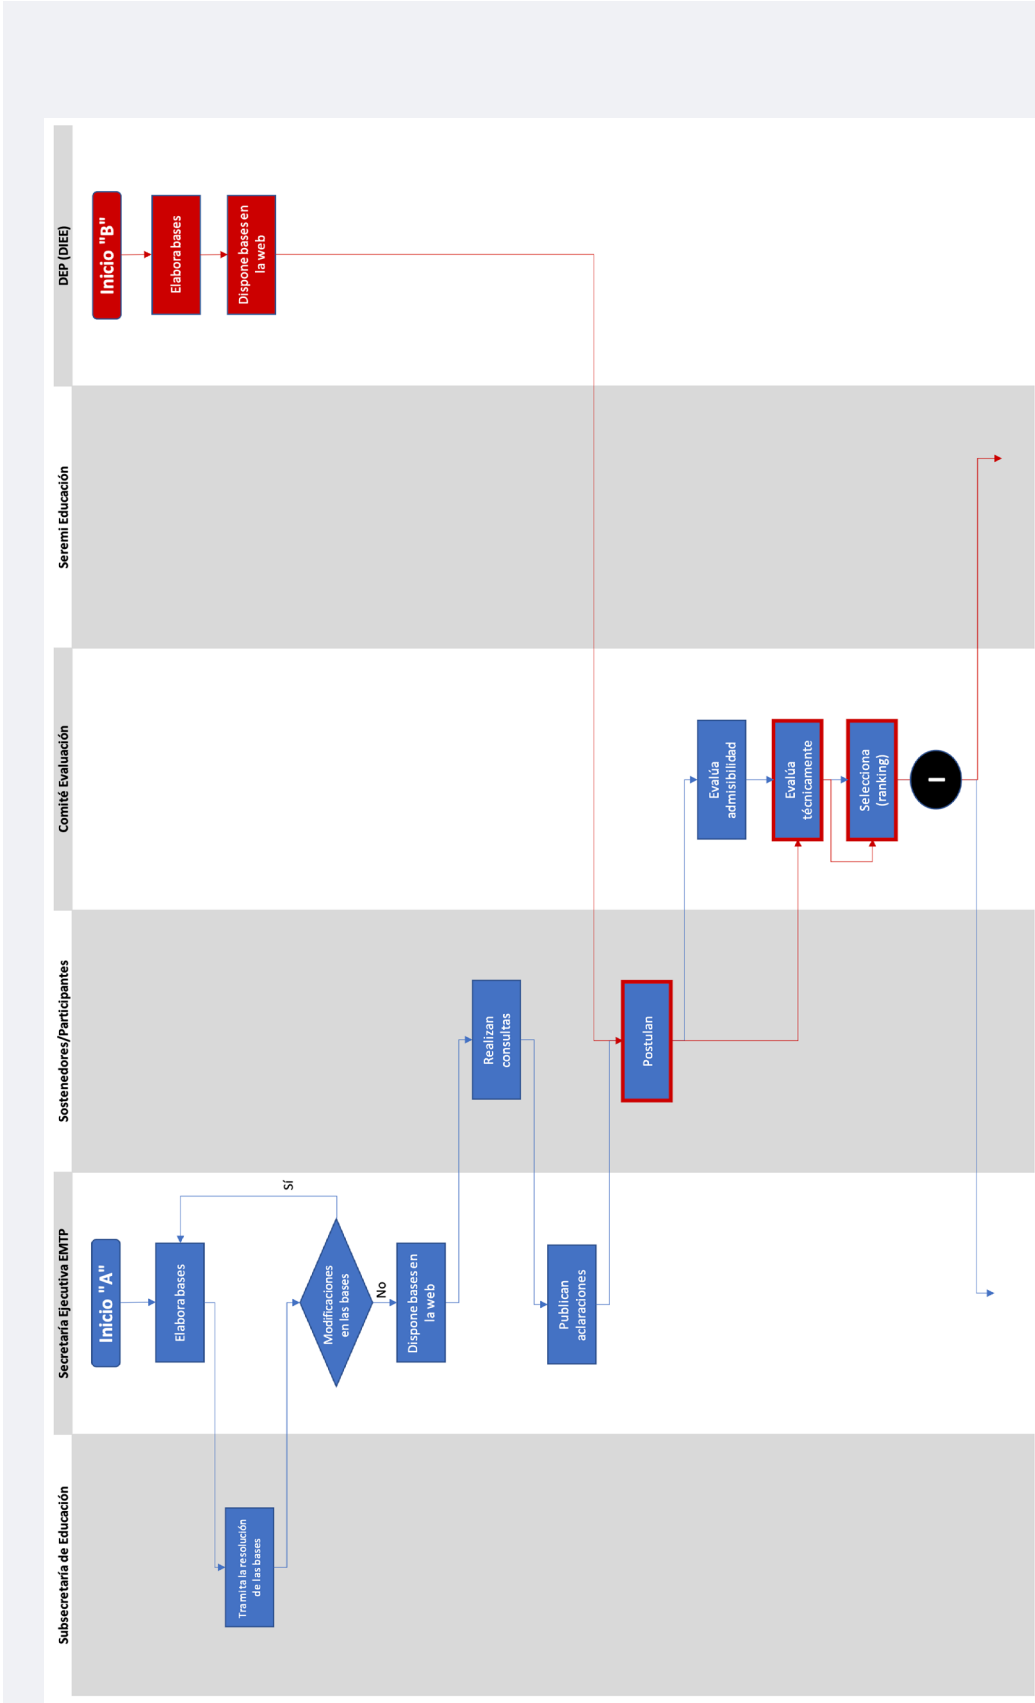 Subsecretaría de Educación
Secretaría Ejecutiva EMTP
Sostenedores/Participantes
Comité Evaluación
Seremi Educación
DEP (DIEE)
Inicio "A"
Inicio "B"
Elabora bases
Elabora bases
Tramita la resolución
de las bases
Dispone bases en
la web
Sí
Modificaciones
en las bases
No
Dispone bases en
la web
Realizan
consultas
Publican
aclaraciones
Postulan
Evalúa
admisibilidad
Evalúa
técnicamente
Selecciona
(ranking)
I